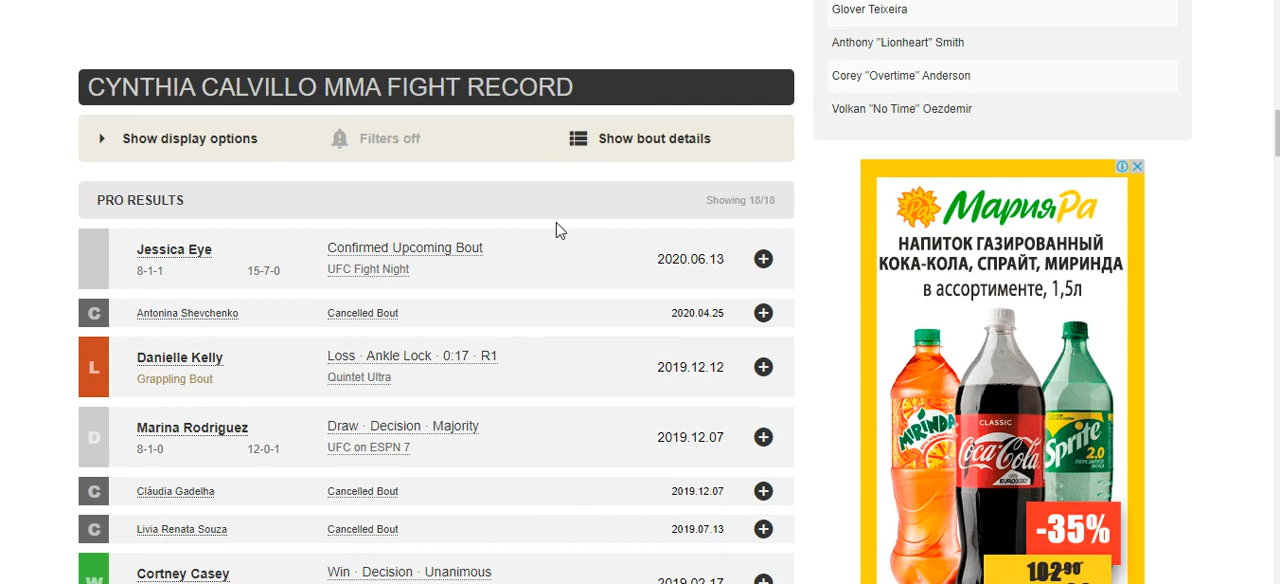 Glover Teixeira
Anthony "Lionheart" Smith
Corey "Overtime" Anderson
Volkan "No Time" Oezdemir
CYNTHIA CALVILLO MMA FIGHT RECORD
Show display options
Filters off
Show bout details
PRO RESULTS
Showing 18/18
Jessica Eye
8-1-1
15-7-0
Confirmed Upcoming Bout
UFC Fight Night
2020.06.13
C
Antonina Shevchenko
Cancelled Bout
2020.04.25
L
Danielle Kelly
Grappling Bout
Loss · Ankle Lock · 0:17 · R1
Quintet Ultra
2019.12.12
D
Marina Rodriguez
8-1-0
12-0-1
Draw · Decision · Majority
UFC on ESPN 7
2019.12.07
C
Cláudia Gadelha
Cancelled Bout
2019.12.07
C
Livia Renata Souza
Cancelled Bout
2019.07.13
W
Cortney Casey
Win · Decision · Unanimous
2019.02.17
МарияРа
НАПИТОК ГАЗИРОВАННЫЙ
КОКА-КОЛА, СПРАЙТ, МИРИНДА
в ассортименте, 1,5л
MIRINDA
CLASSIC
Coca-Cola
Sprite
2.0
-35%
102⁹⁰